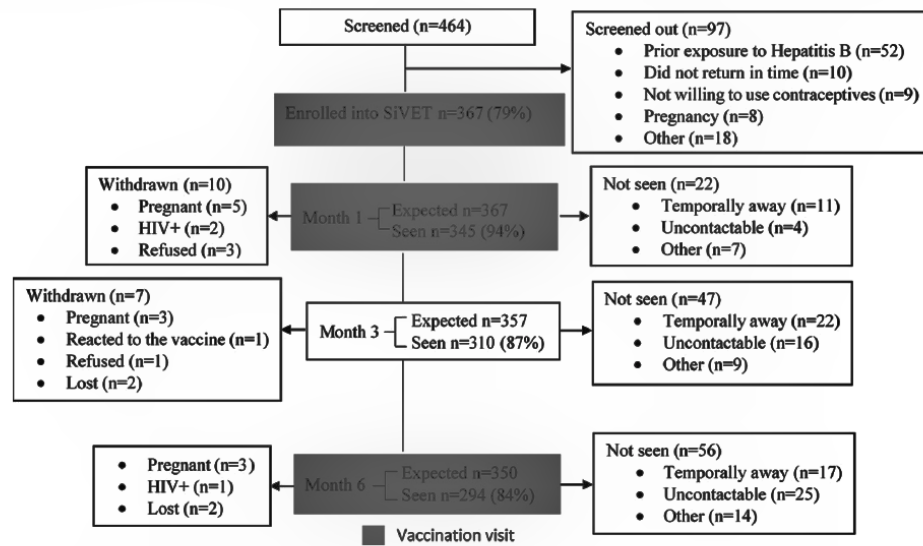 Screened (n=464)
Screened out (n=97)
• Prior exposure to Hepatitis B (n=52)
• Did not return in time (n=10)
• Not willing to use contraceptives (n=9)
• Pregnancy (n=8)
• Other (n=18)
Enrolled into SiVET n=367 (79%)
Withdrawn (n=10)
• Pregnant (n=5)
• HIV+ (n=2)
• Refused (n=3)
Month 1
Expected n=367
Seen n=345 (94%)
Not seen (n=22)
• Temporally away (n=11)
• Uncontactable (n=4)
• Other (n=7)
Withdrawn (n=7)
• Pregnant (n=3)
• Reacted to the vaccine (n=1)
• Refused (n=1)
• Lost (n=2)
Month 3
Expected n=357
Seen n=310 (87%)
Not seen (n=47)
• Temporally away (n=22)
• Uncontactable (n=16)
• Other (n=9)
• Pregnant (n=3)
• HIV+ (n=1)
• Lost (n=2)
Month 6
Expected n=350
Seen n=294 (84%)
Not seen (n=56)
• Temporally away (n=17)
• Uncontactable (n=25)
• Other (n=14)
Vaccination visit